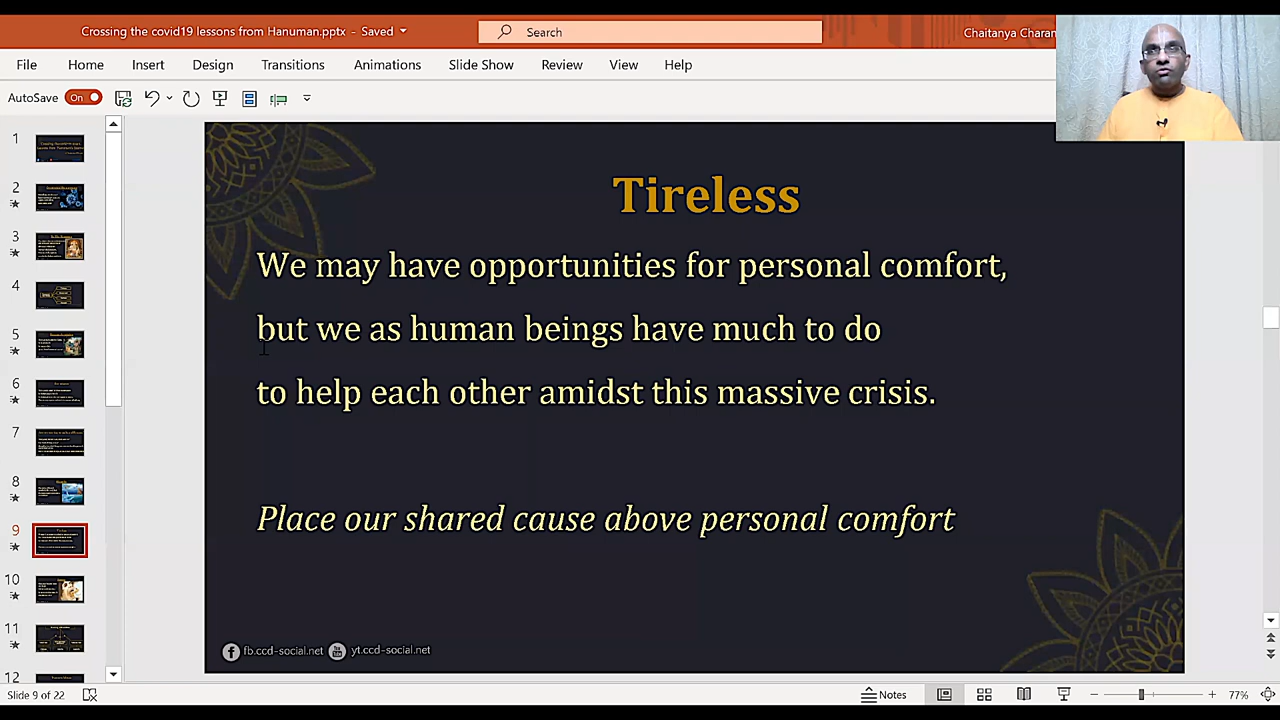 Crossing the covid19 lessons from Hanuman.pptx - Saved
Search
Chaitanya Charan
File Home Insert Design Transitions Animations Slide Show Review View Help
AutoSave On
1
2
3
4
5
6
7
8
9
10
11
12
Tireless
We may have opportunities for personal comfort,
but we as human beings have much to do
to help each other amidst this massive crisis.
Place our shared cause above personal comfort
fb.ccd-social.net yt.ccd-social.net
Slide 9 of 22
Notes
77%